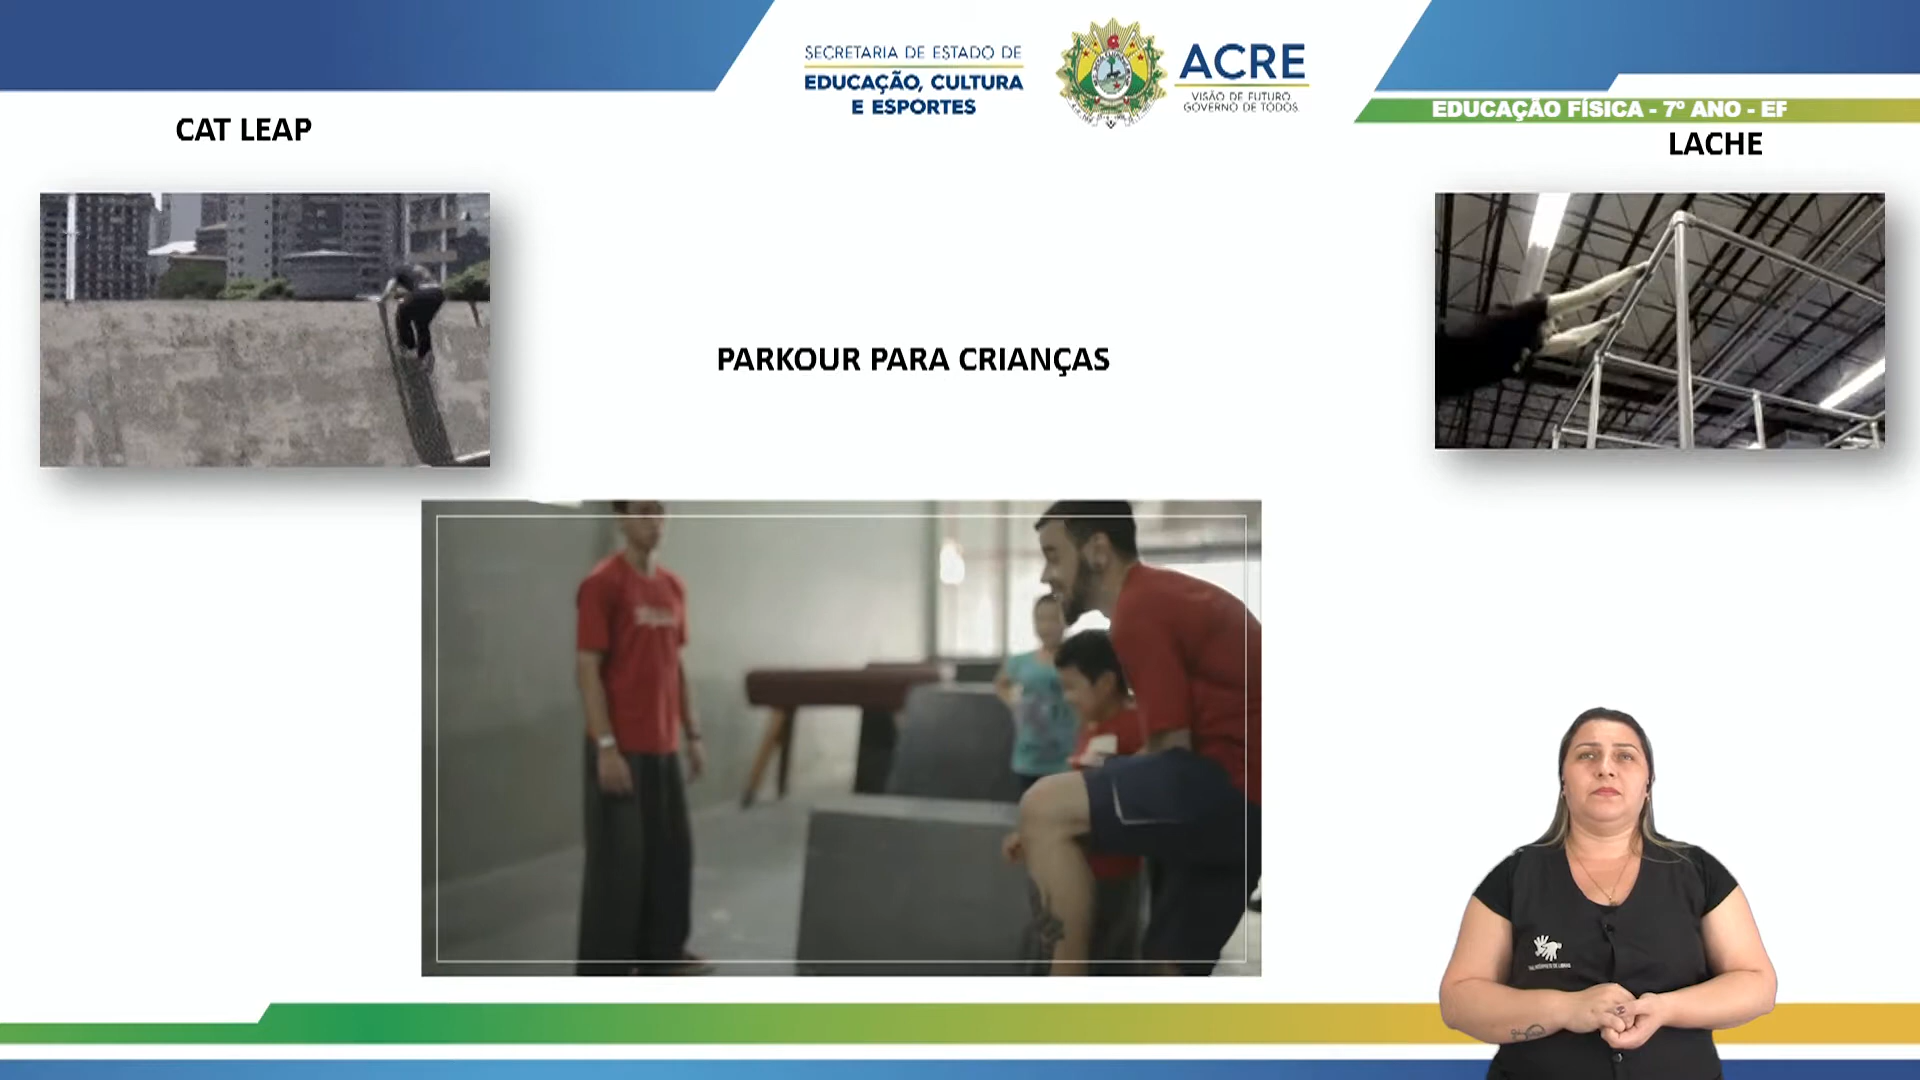 SECRETARIA DE ESTADO DE
EDUCAÇÃO, CULTURA
E ESPORTES
ACRE
VISÃO DE FUTURO
GOVERNO DE TODOS
EDUCAÇÃO FÍSICA - 7º ANO - EF
CAT LEAP
LACHE
PARKOUR PARA CRIANÇAS